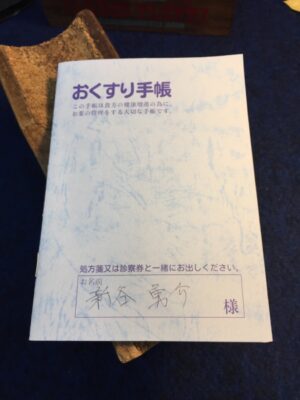 おくすり手帳
この手帳は貴方の健康増進の為に、
お薬の管理をする大切な手帳です。
処方薬又は診察券と一緒にお出しください。
お名前
新谷 勇介 様